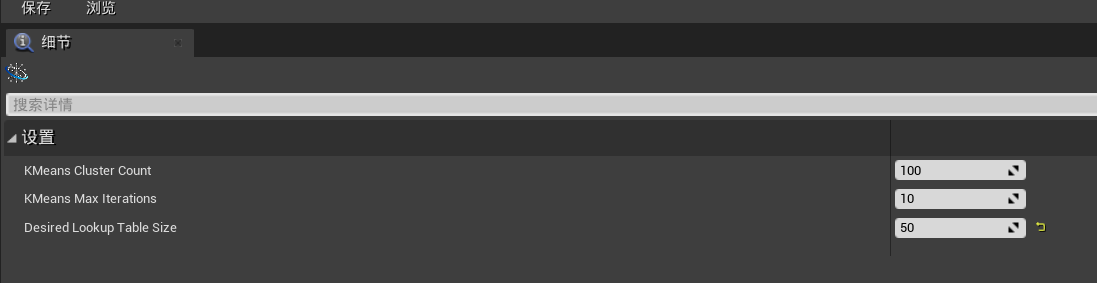 保存 浏览
细节
搜索详情
设置
KMeans Cluster Count 100
KMeans Max Iterations 10
Desired Lookup Table Size 50